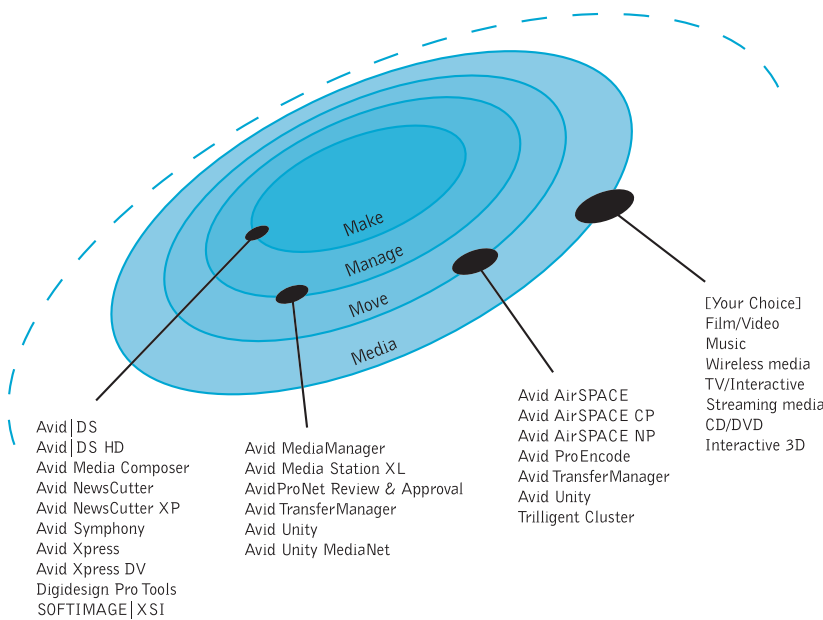 Make
Manage
Move
Media
Avid|DS
Avid|DS HD
Avid Media Composer
Avid NewsCutter
Avid NewsCutter XP
Avid Symphony
Avid Xpress
Avid Xpress DV
Digidesign Pro Tools
SOFTIMAGE|XSI
Avid MediaManager
Avid Media Station XL
AvidProNet Review & Approval
Avid TransferManager
Avid Unity
Avid Unity MediaNet
Avid AirSPACE
Avid AirSPACE CP
Avid AirSPACE NP
Avid ProEncode
Avid TransferManager
Avid Unity
Trilligent Cluster
[Your Choice]
Film/Video
Music
Wireless media
TV/Interactive
Streaming media
CD/DVD
Interactive 3D